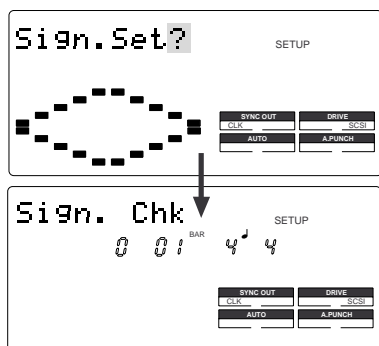 Sign.Set?
SETUP
SYNC OUT DRIVE
CLK SCSI
AUTO A.PUNCH
Sign. Chk
SETUP
0 01 BAR 4 4
SYNC OUT DRIVE
CLK SCSI
AUTO A.PUNCH